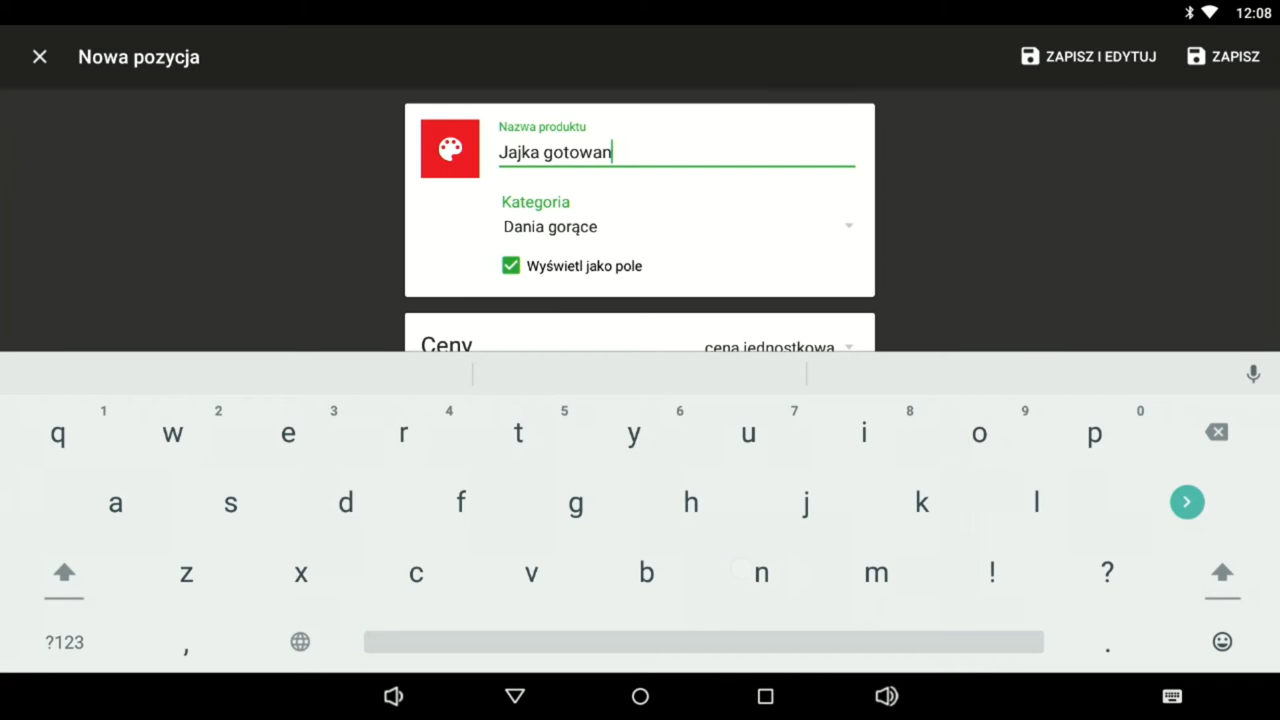 12:08
Nowa pozycja
ZAPISZ I EDYTUJ
ZAPISZ
Nazwa produktu
Jajka gotowan
Kategoria
Dania gorące
Wyświetl jako pole
Ceny
cena jednostkowa
1 2 3 4 5 6 7 8 9 0
q w e r t y u i o p
a s d f g h j k l
z x c v b n m ! ?
?123 , .